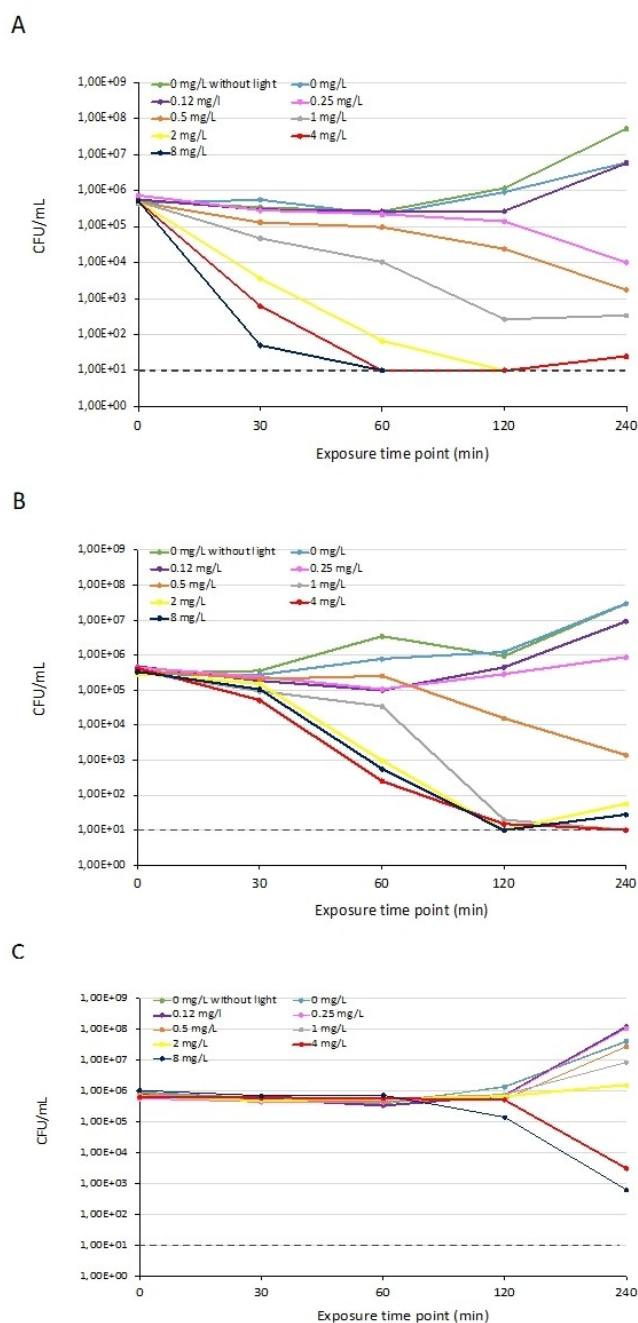 A
1,00E+09
0 mg/L without light 0 mg/L
1,00E+08
0.12 mg/l 0.25 mg/L
0.5 mg/L 1 mg/L
1,00E+07
2 mg/L 4 mg/L
8 mg/L
1,00E+06
1,00E+05
1,00E+04
1,00E+03
1,00E+02
1,00E+01
1,00E+00
CFU/mL
0 30 60 120 240
Exposure time point (min)
B
1,00E+09
0 mg/L without light 0 mg/L
0.12 mg/L 0.25 mg/L
1,00E+08
0.5 mg/L 1 mg/L
2 mg/L 4 mg/L
1,00E+07
8 mg/L
1,00E+06
1,00E+05
1,00E+04
1,00E+03
1,00E+02
1,00E+01
1,00E+00
CFU/mL
0 30 60 120 240
Exposure time point (min)
C
1,00E+09
0 mg/L without light 0 mg/L
0.12 mg/l 0.25 mg/L
1,00E+08
0.5 mg/L 1 mg/L
2 mg/L 4 mg/L
1,00E+07
8 mg/L
1,00E+06
1,00E+05
1,00E+04
1,00E+03
1,00E+02
1,00E+01
1,00E+00
CFU/mL
0 30 60 120 240
Exposure time point (min)